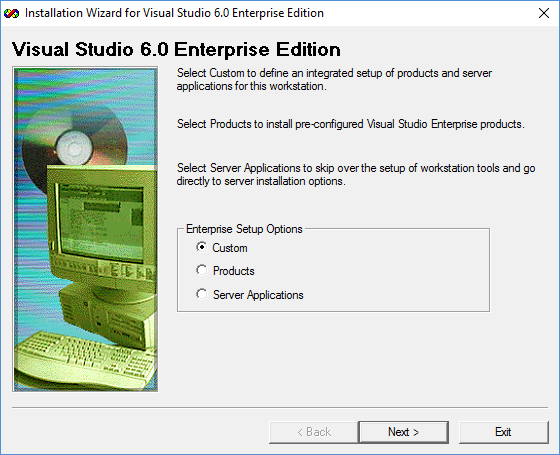 Installation Wizard for Visual Studio 6.0 Enterprise Edition
Visual Studio 6.0 Enterprise Edition
Select Custom to define an integrated setup of products and server
applications for this workstation.
Select Products to install pre-configured Visual Studio Enterprise products.
Select Server Applications to skip over the setup of workstation tools and go
directly to server installation options.
Enterprise Setup Options
Custom
Products
Server Applications
< Back
Next >
Exit